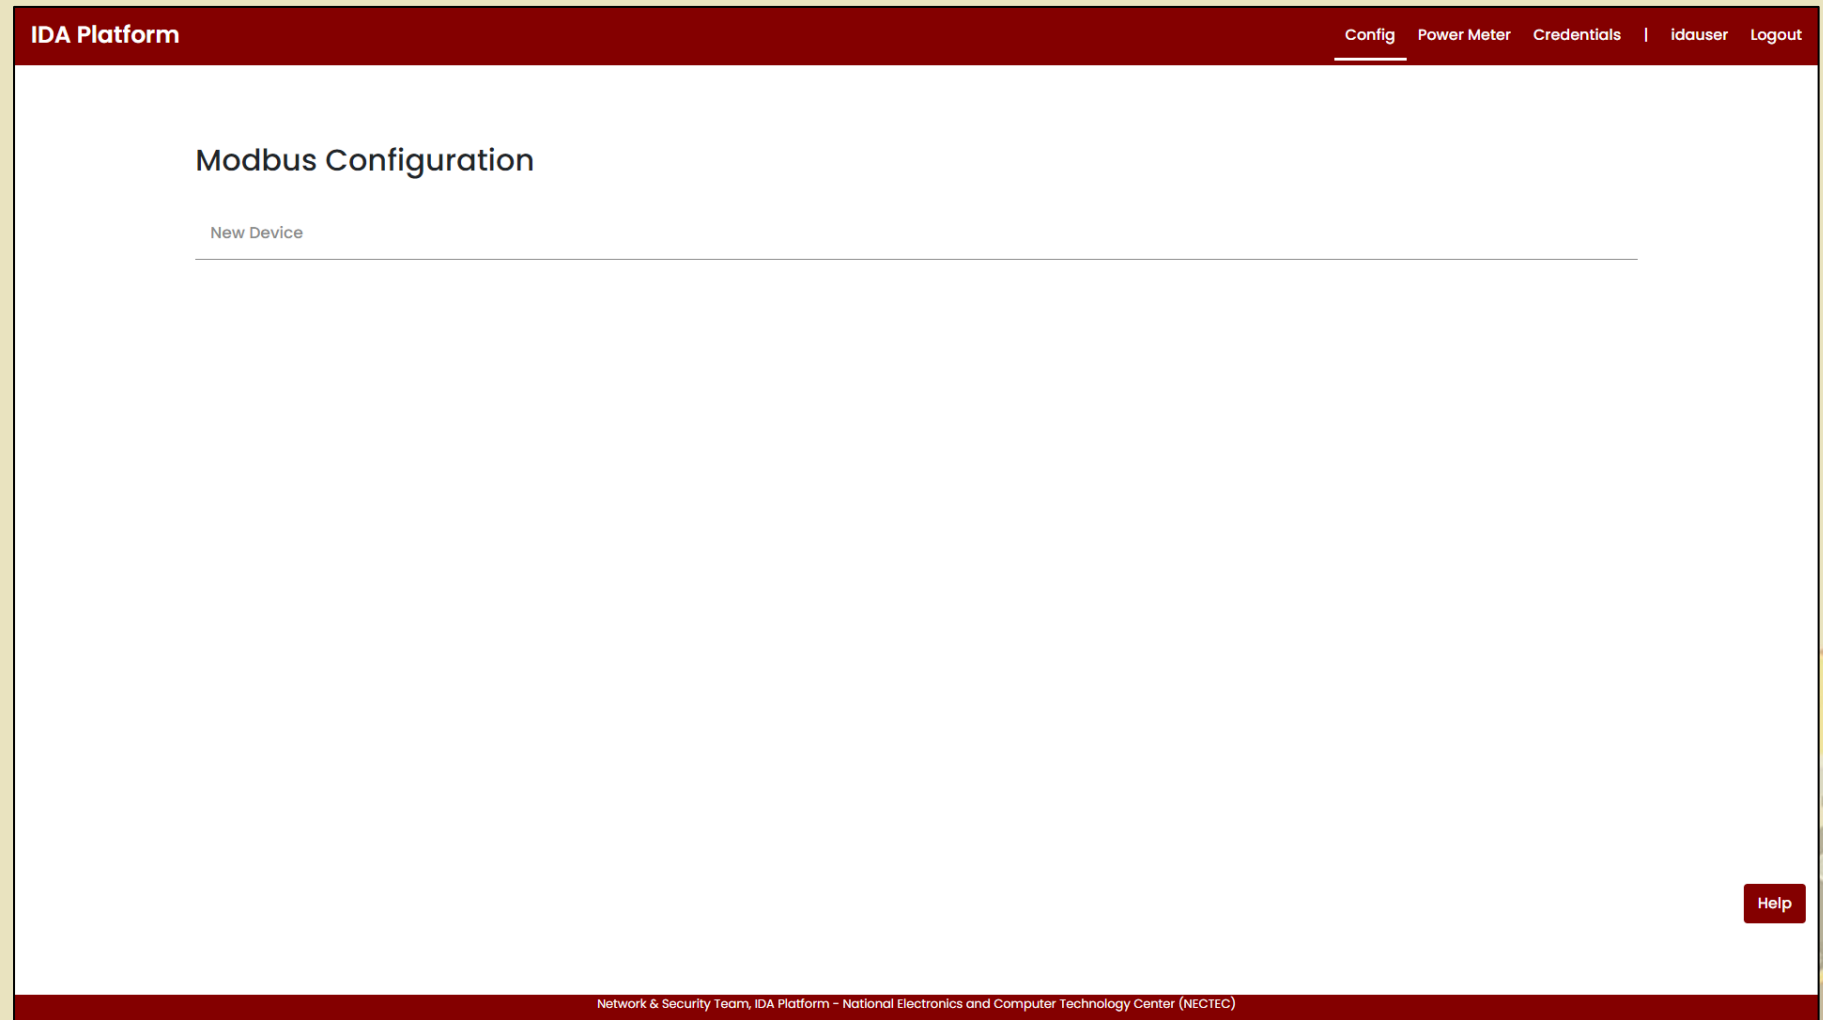 IDA Platform
Config Power Meter Credentials | idauser Logout
Modbus Configuration
New Device
Help
Network & Security Team, IDA Platform - National Electronics and Computer Technology Center (NECTEC)